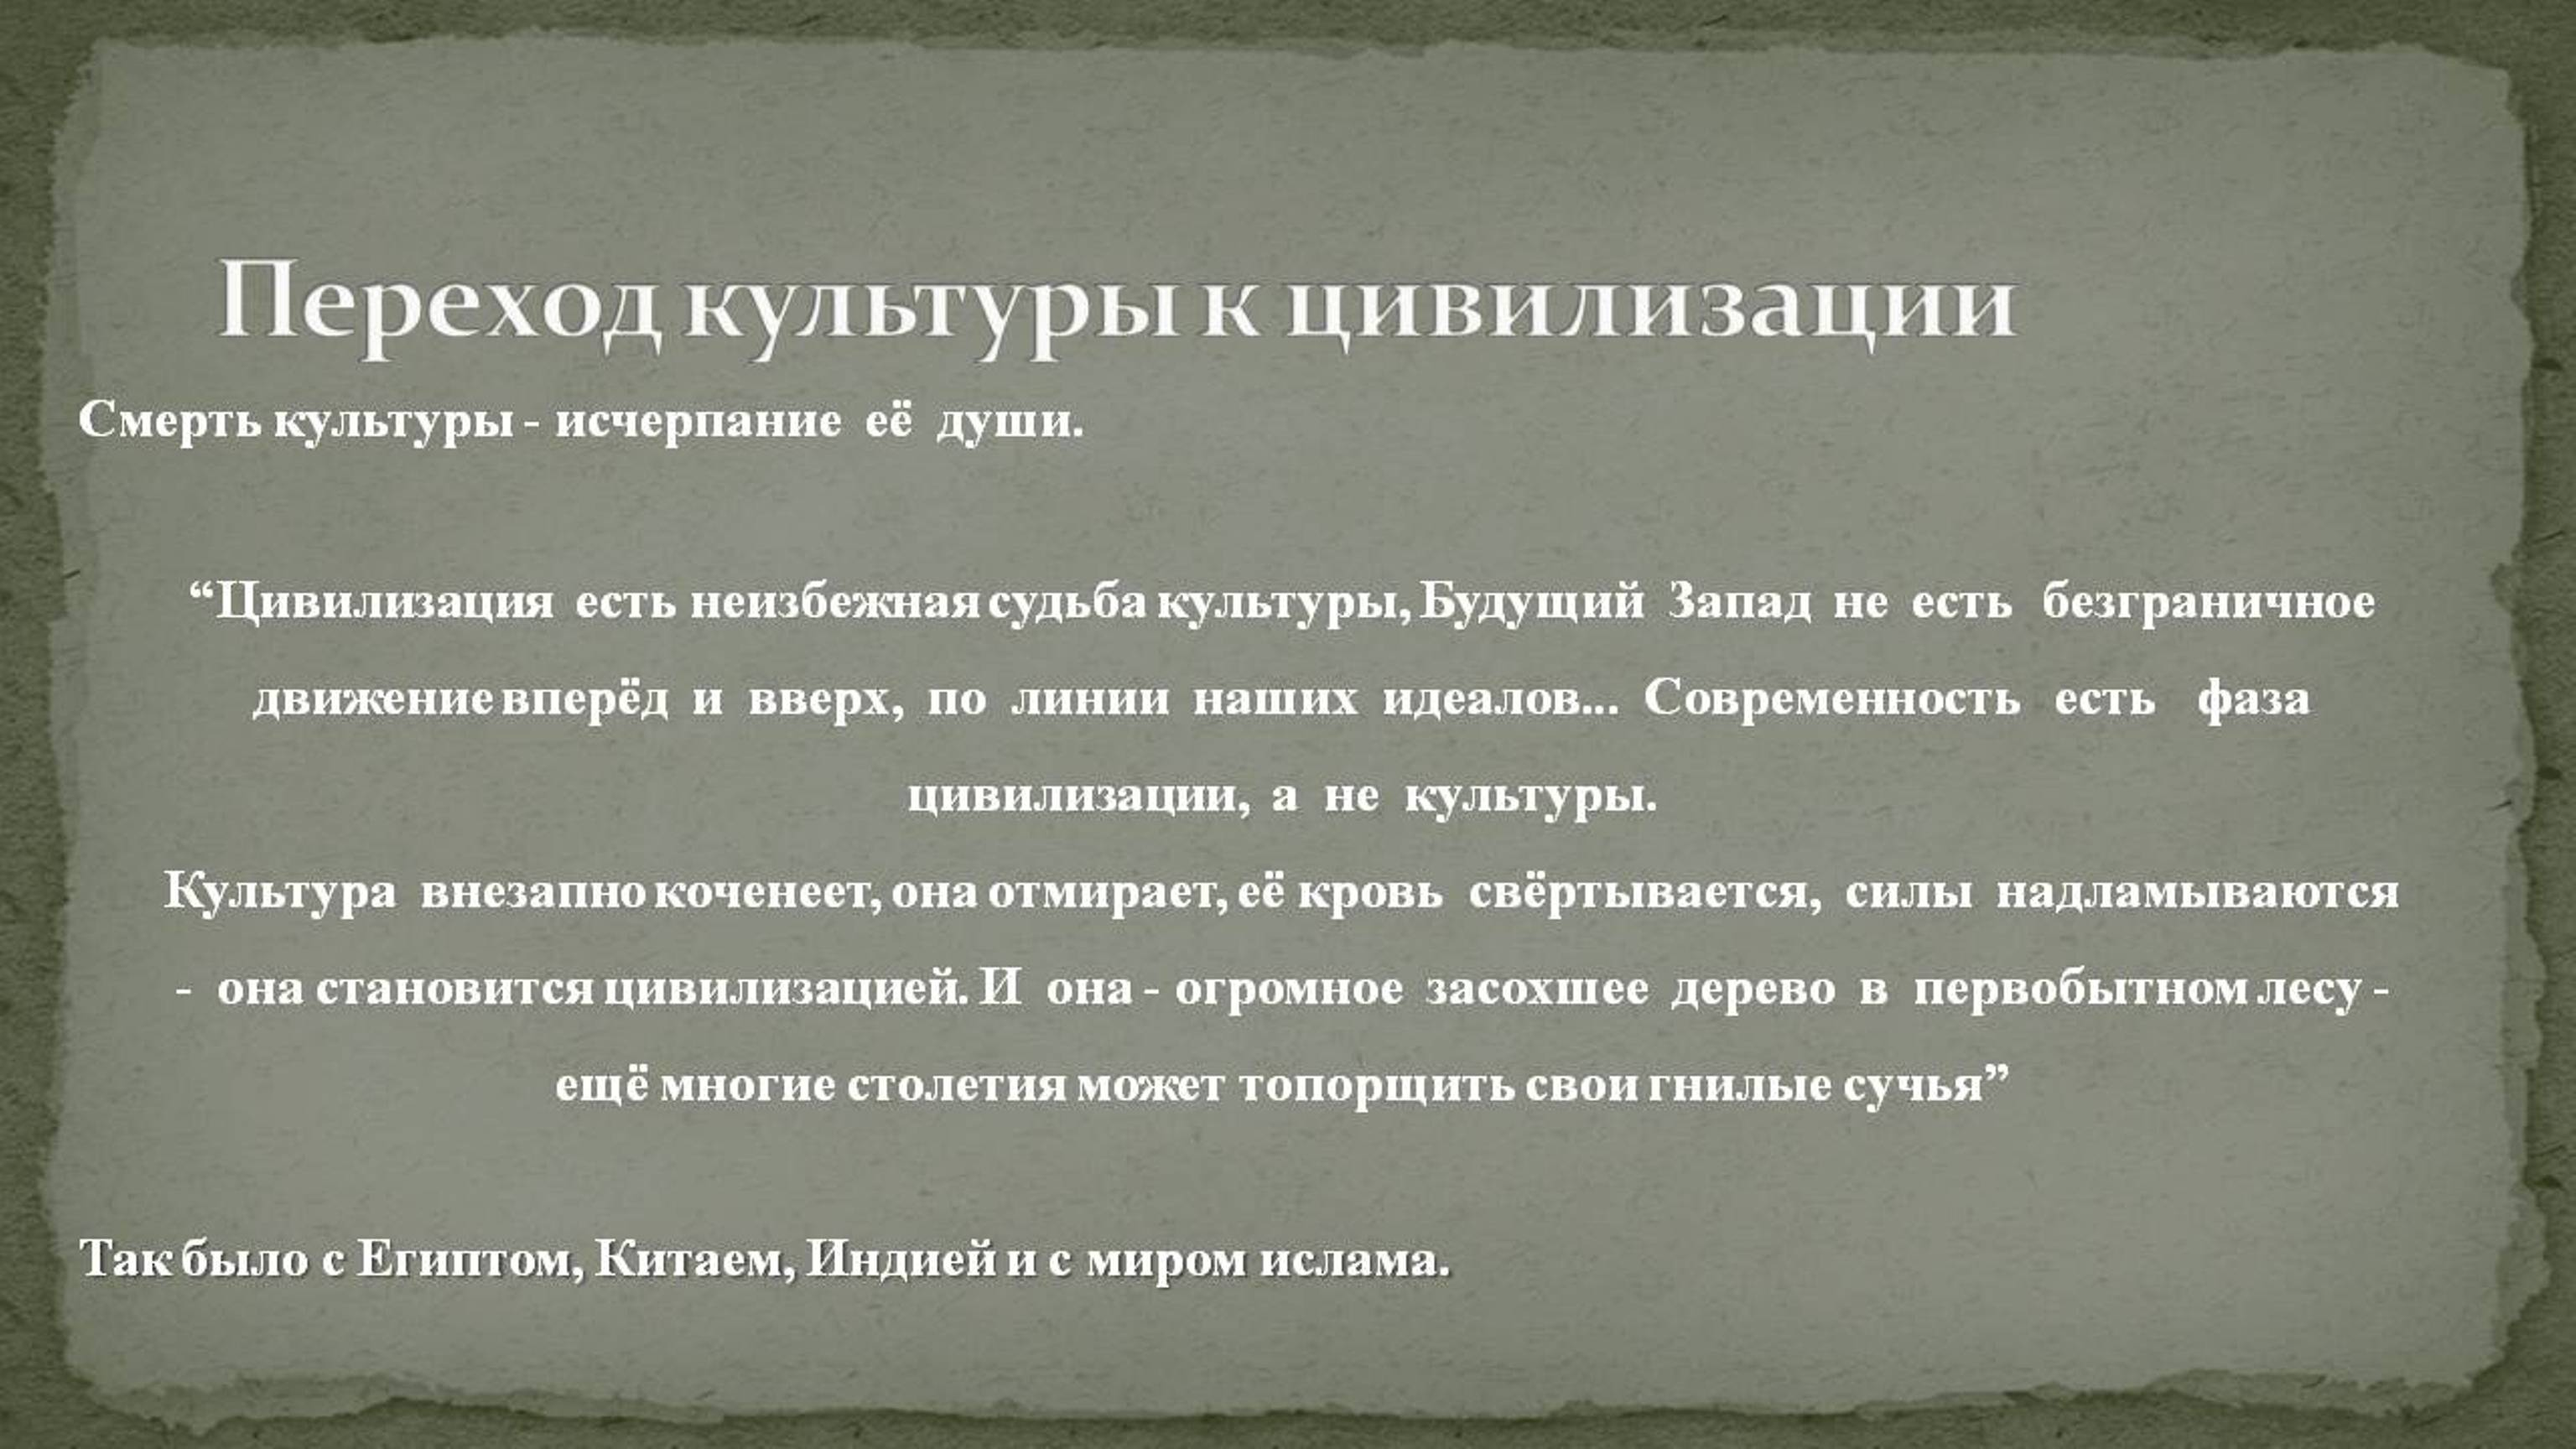 Переход культуры к цивилизации
Смерть культуры - исчерпание её души.
“Цивилизация есть неизбежная судьба культуры, Будущий Запад не есть безграничное
движение вперёд и вверх, по линии наших идеалов... Современность есть фаза
цивилизации, а не культуры.
Культура внезапно коченеет, она отмирает, её кровь свёртывается, силы надламываются
- она становится цивилизацией. И она - огромное засохшее дерево в первобытном лесу -
ещё многие столетия может топорщить свои гнилые сучья”
Так было с Египтом, Китаем, Индией и с миром ислама.